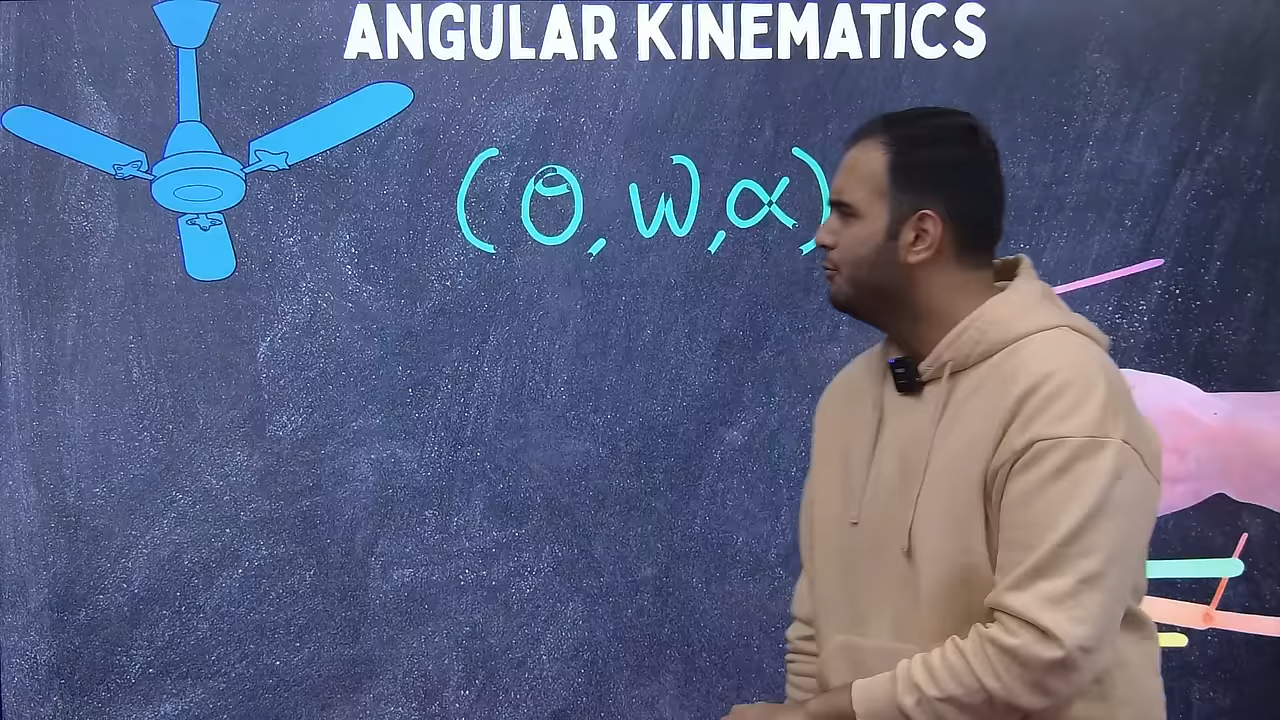 ANGULAR KINEMATICS
(θ, ω, α)